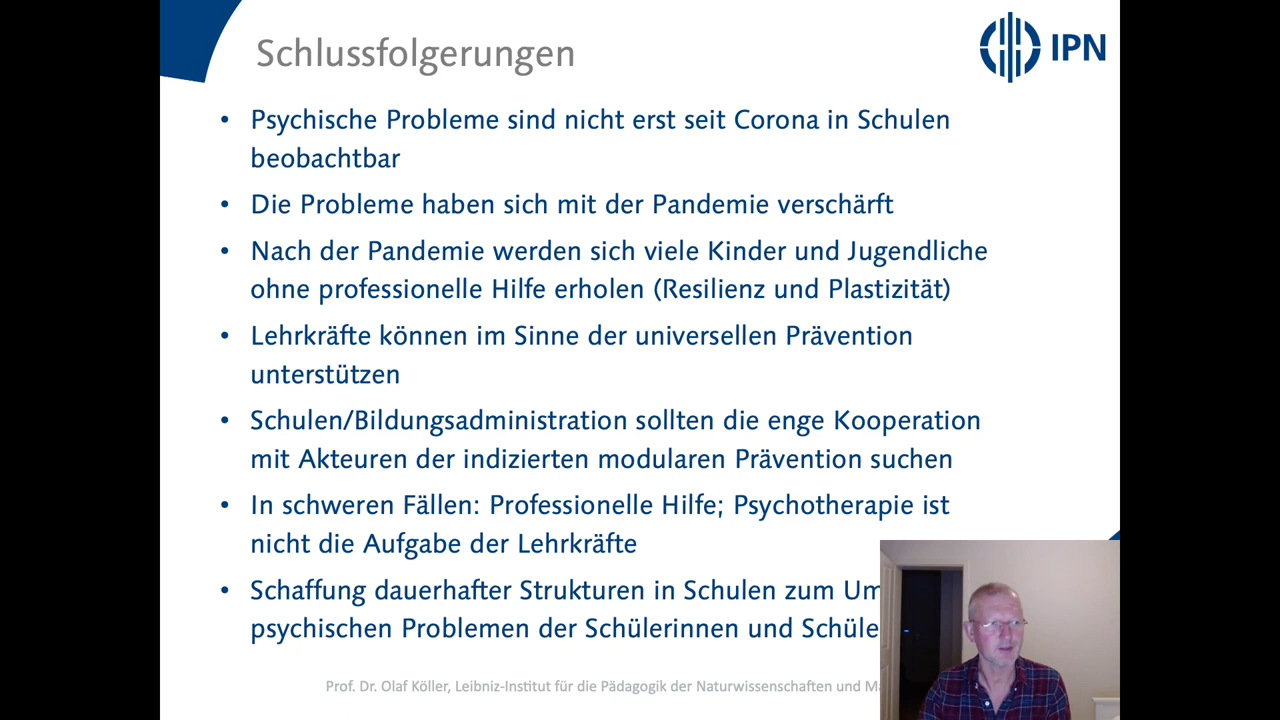 Schlussfolgerungen
IPN
• Psychische Probleme sind nicht erst seit Corona in Schulen
beobachtbar
• Die Probleme haben sich mit der Pandemie verschärft
• Nach der Pandemie werden sich viele Kinder und Jugendliche
ohne professionelle Hilfe erholen (Resilienz und Plastizität)
• Lehrkräfte können im Sinne der universellen Prävention
unterstützen
• Schulen/Bildungsadministration sollten die enge Kooperation
mit Akteuren der indizierten modularen Prävention suchen
• In schweren Fällen: Professionelle Hilfe; Psychotherapie ist
nicht die Aufgabe der Lehrkräfte
• Schaffung dauerhafter Strukturen in Schulen zum Um
psychischen Problemen der Schülerinnen und Schüle
Prof. Dr. Olaf Köller, Leibniz-Institut für die Pädagogik der Naturwissenschaften und